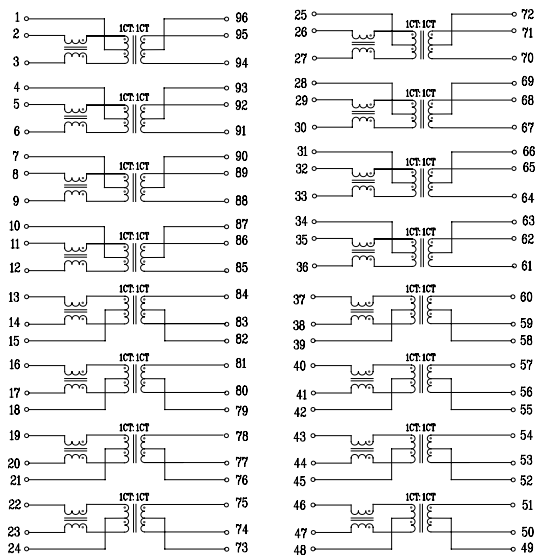 1 1CT:1CT 96
2 95
3 94
4 1CT:1CT 93
5 92
6 91
7 1CT:1CT 90
8 89
9 88
10 1CT:1CT 87
11 86
12 85
13 1CT:1CT 84
14 83
15 82
16 1CT:1CT 81
17 80
18 79
19 1CT:1CT 78
20 77
21 76
22 1CT:1CT 75
23 74
24 73
25 1CT:1CT 72
26 71
27 70
28 1CT:1CT 69
29 68
30 67
31 1CT:1CT 66
32 65
33 64
34 1CT:1CT 63
35 62
36 61
37 1CT:1CT 60
38 59
39 58
40 1CT:1CT 57
41 56
42 55
43 1CT:1CT 54
44 53
45 52
46 1CT:1CT 51
47 50
48 49